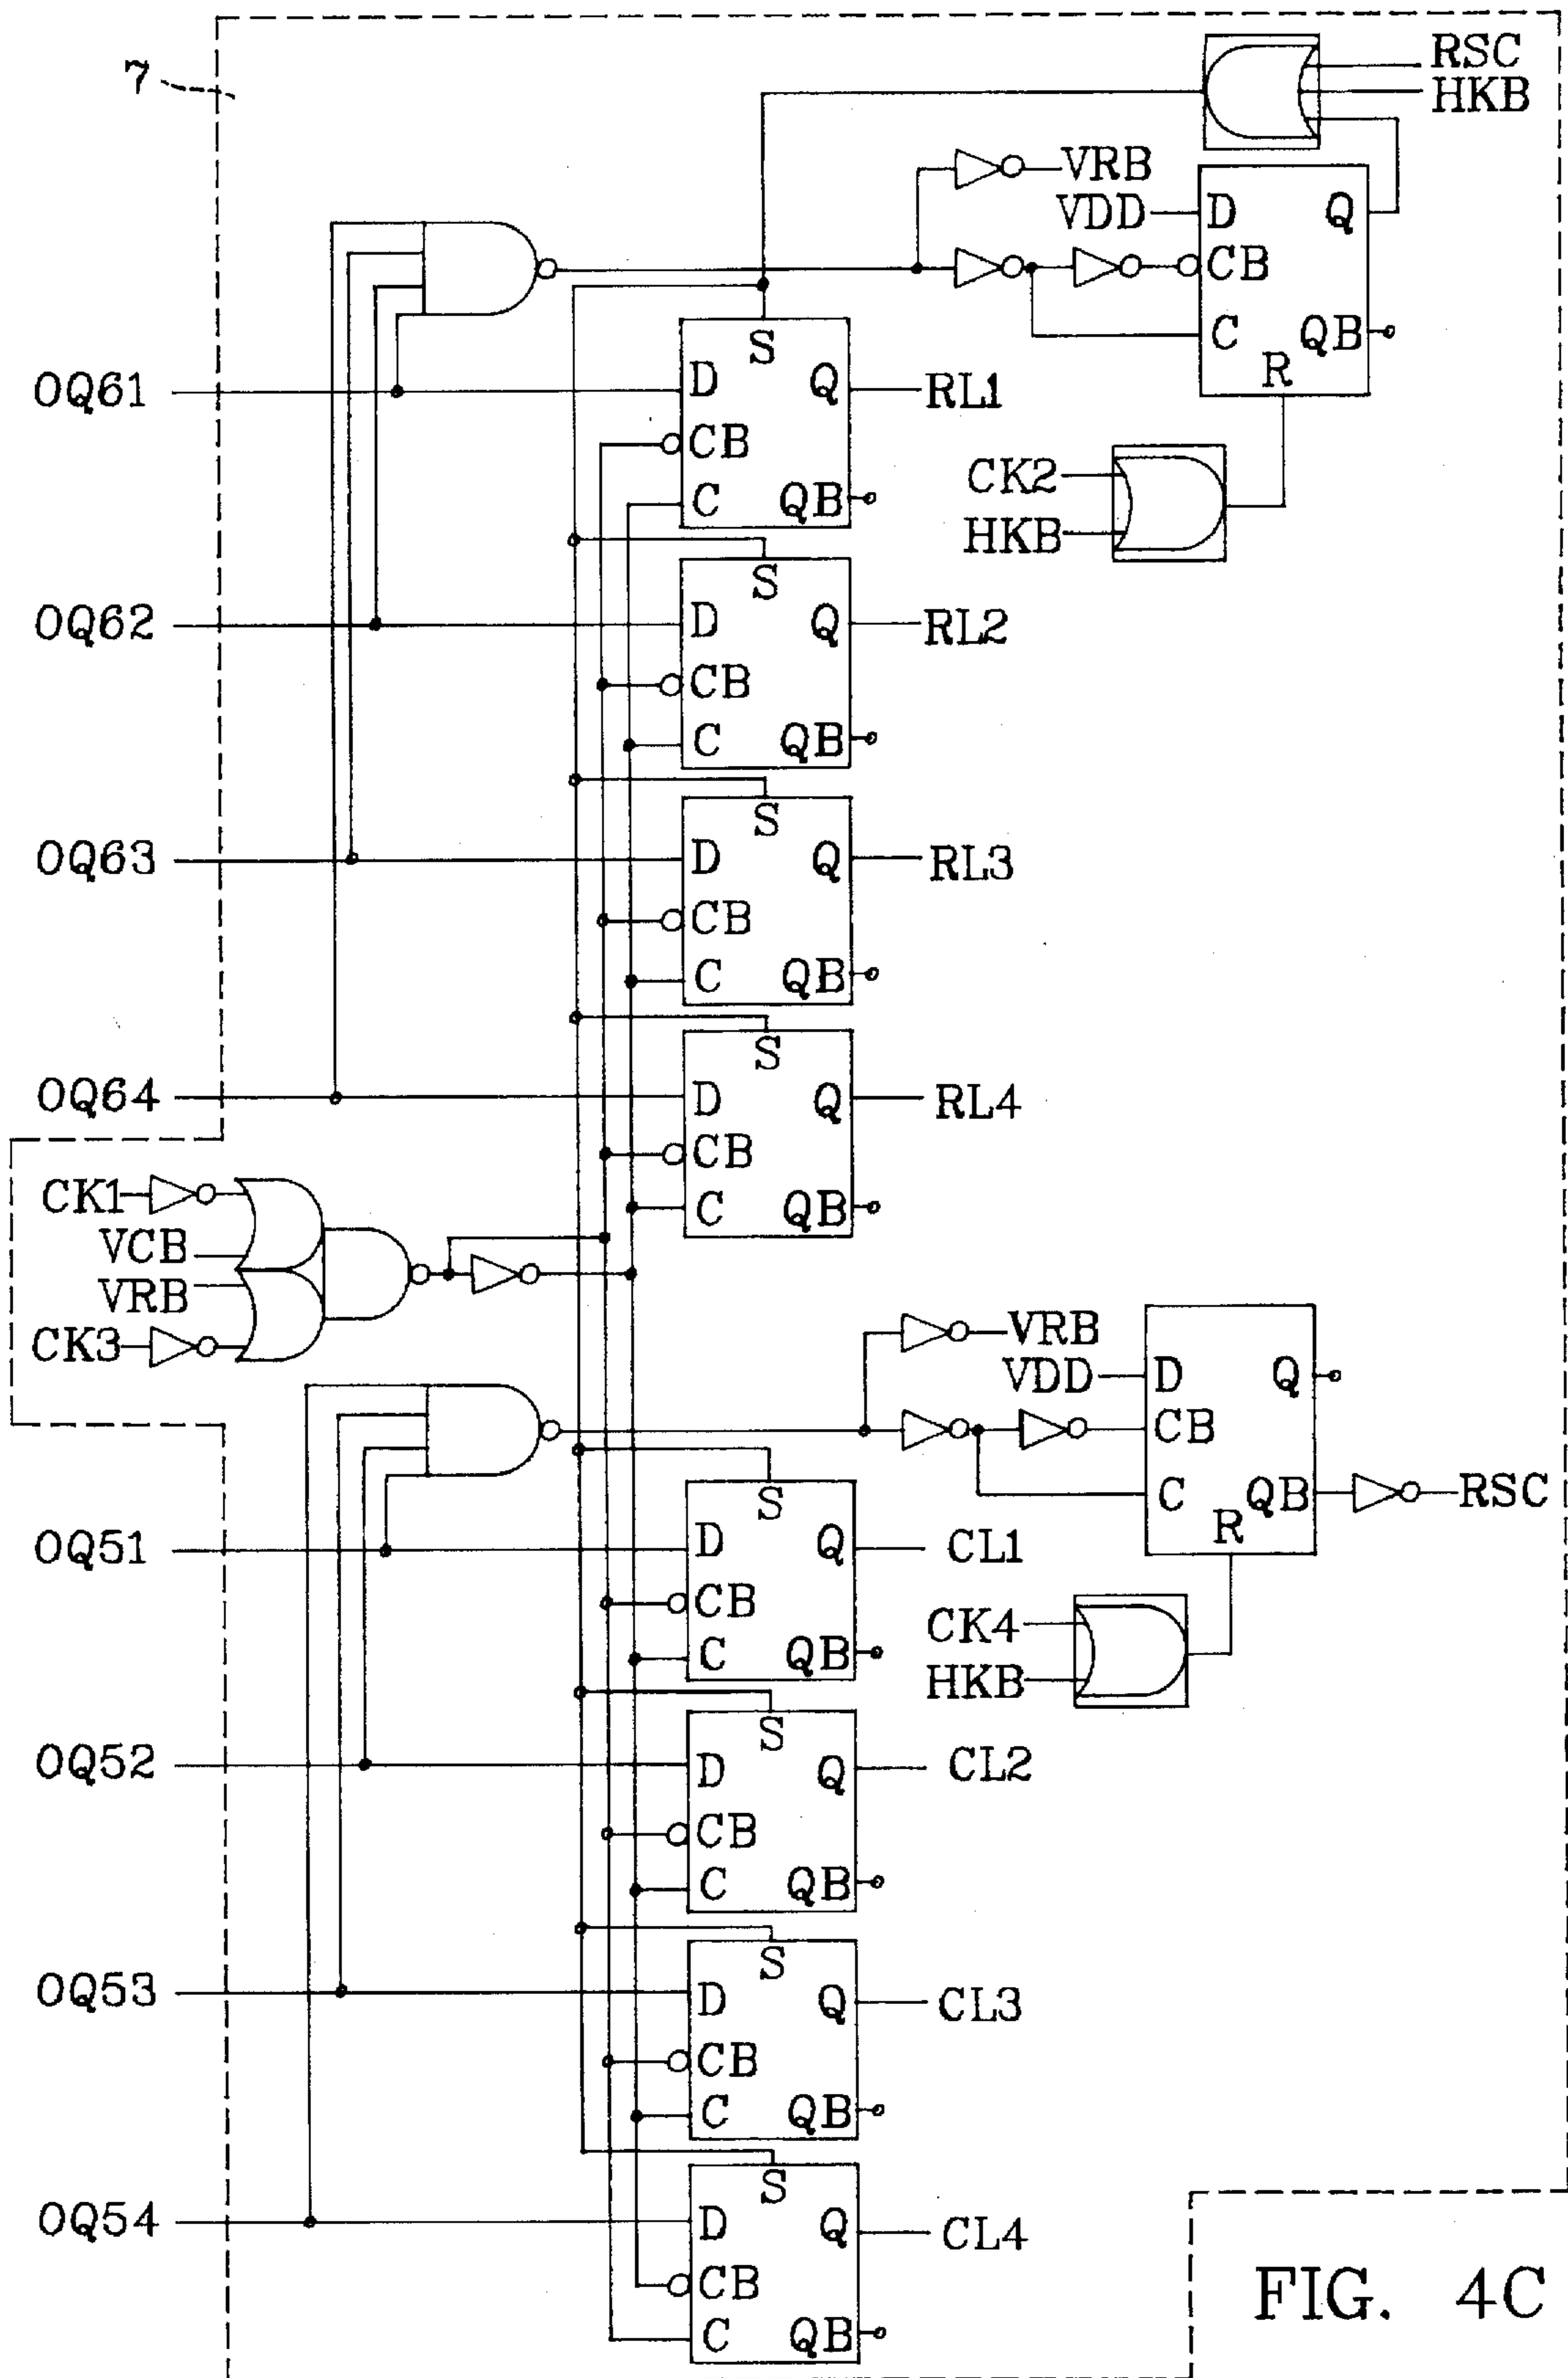 7
RSC
HKB
VRB
VDD
D
Q
CB
C
QB
R
S
OQ61
D
Q
RL1
CB
C
QB
CK2
HKB
S
OQ62
D
Q
RL2
CB
C
QB
S
OQ63
D
Q
RL3
CB
C
QB
S
OQ64
D
Q
RL4
CB
C
QB
CK1
VCB
VRB
CK3
VRB
VDD
D
Q
CB
C
QB
RSC
R
S
OQ51
D
Q
CL1
CB
C
QB
CK4
HKB
S
OQ52
D
Q
CL2
CB
C
QB
S
OQ53
D
Q
CL3
CB
C
QB
S
OQ54
D
Q
CL4
CB
C
QB
FIG. 4C